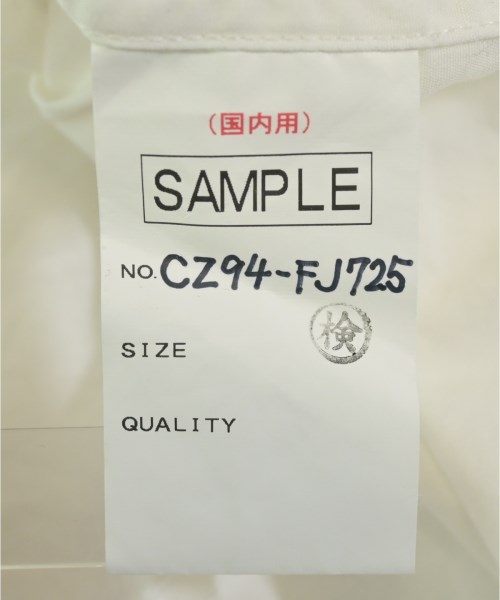 (国内用)
SAMPLE
NO. CZ94-FJ725
検
SIZE
QUALITY